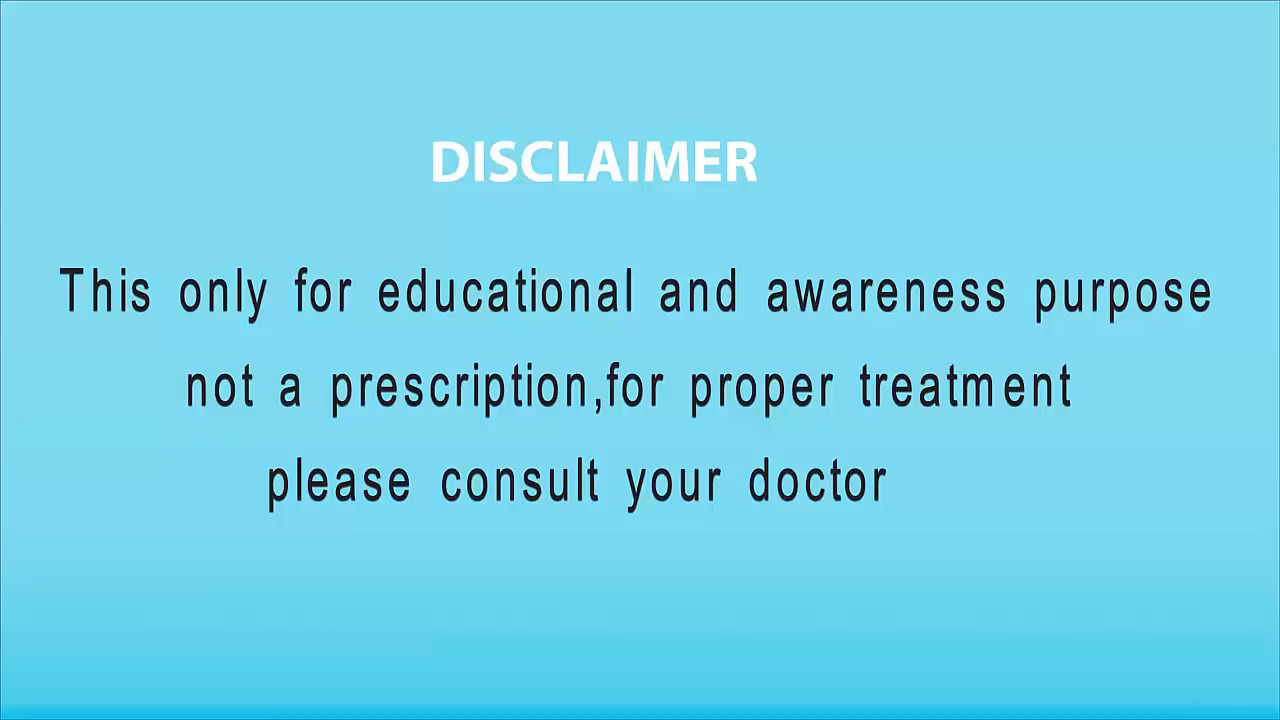 DISCLAIMER
This only for educational and awareness purpose
not a prescription,for proper treatment
please consult your doctor